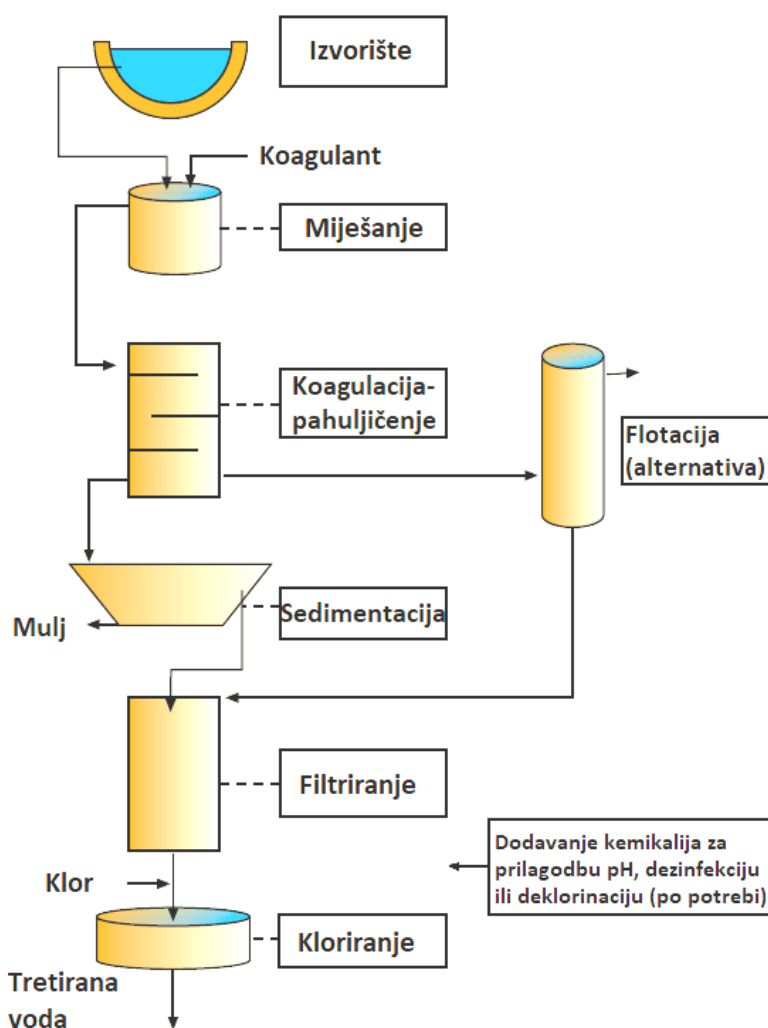 Izvorište
Koagulant
Miješanje
Koagulacija-
pahuljičenje
Flotacija
(alternativa)
Sedimentacija
Mulj
Filtriranje
Dodavanje kemikalija za
prilagodbu pH, dezinfekciju
ili deklorinaciju (po potrebi)
Klor
Kloriranje
Tretirana
voda